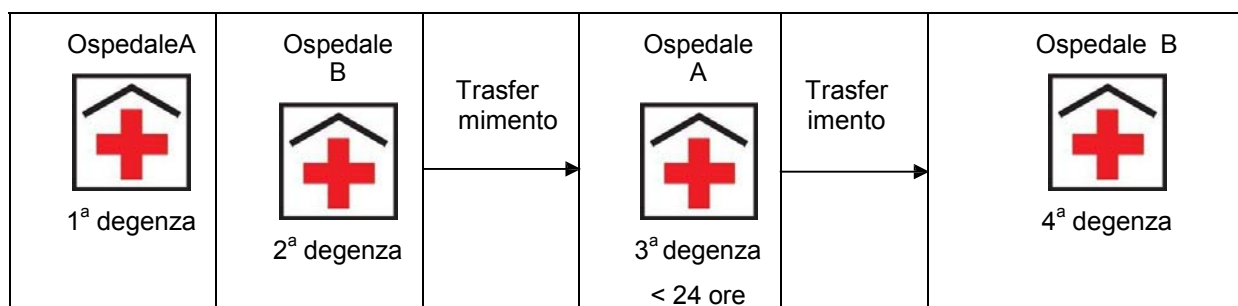 OspedaleA
1ª degenza
Ospedale
B
2ª degenza
Trasfer
mimento
Ospedale
A
3ª degenza
< 24 ore
Trasfer
imento
Ospedale B
4ª degenza